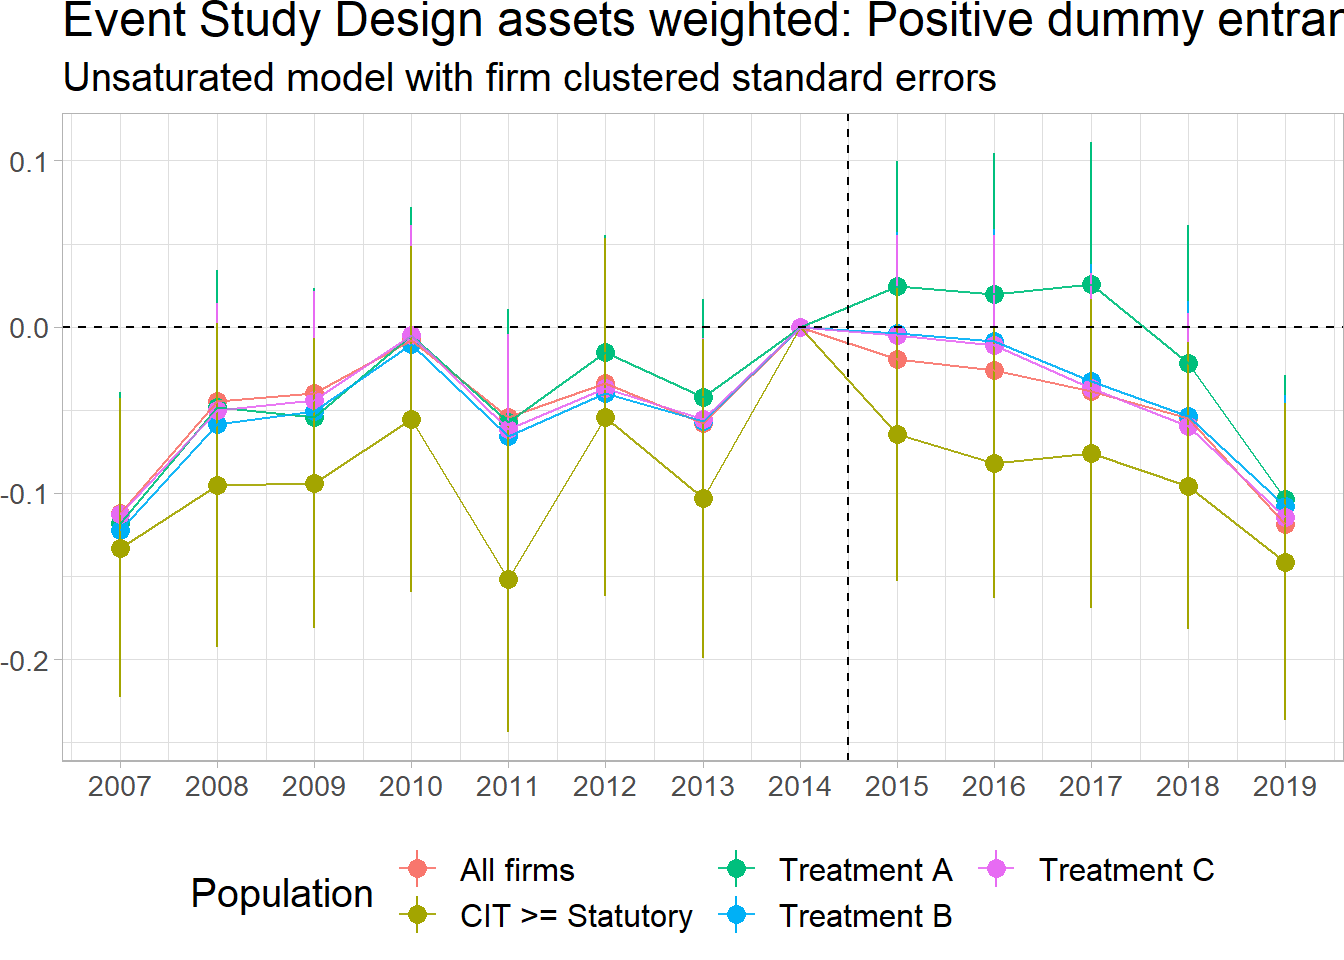 Event Study Design assets weighted: Positive dummy
Unsaturated model with firm clustered standard errors
0.1
0.0
-0.1
-0.2
2007 2008 2009 2010 2011 2012 2013 2014 2015 2016 2017 2018 2019
Population
All firms
Treatment A
Treatment C
CIT >= Statutory
Treatment B